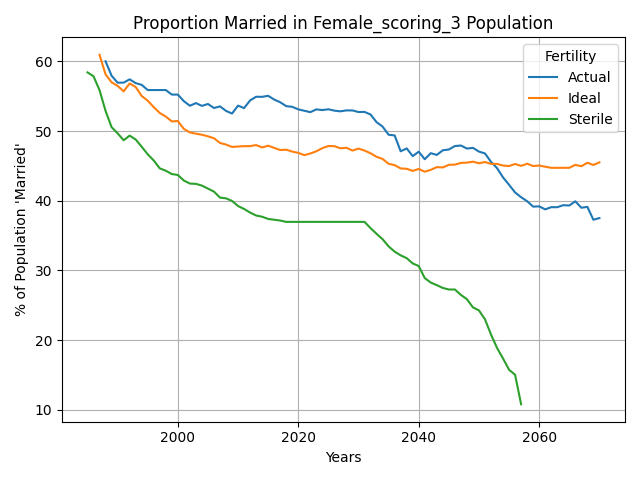 Proportion Married in Female_scoring_3 Population
Fertility
Actual
Ideal
Sterile
% of Population 'Married'
60
50
40
30
20
10
2000 2020 2040 2060
Years